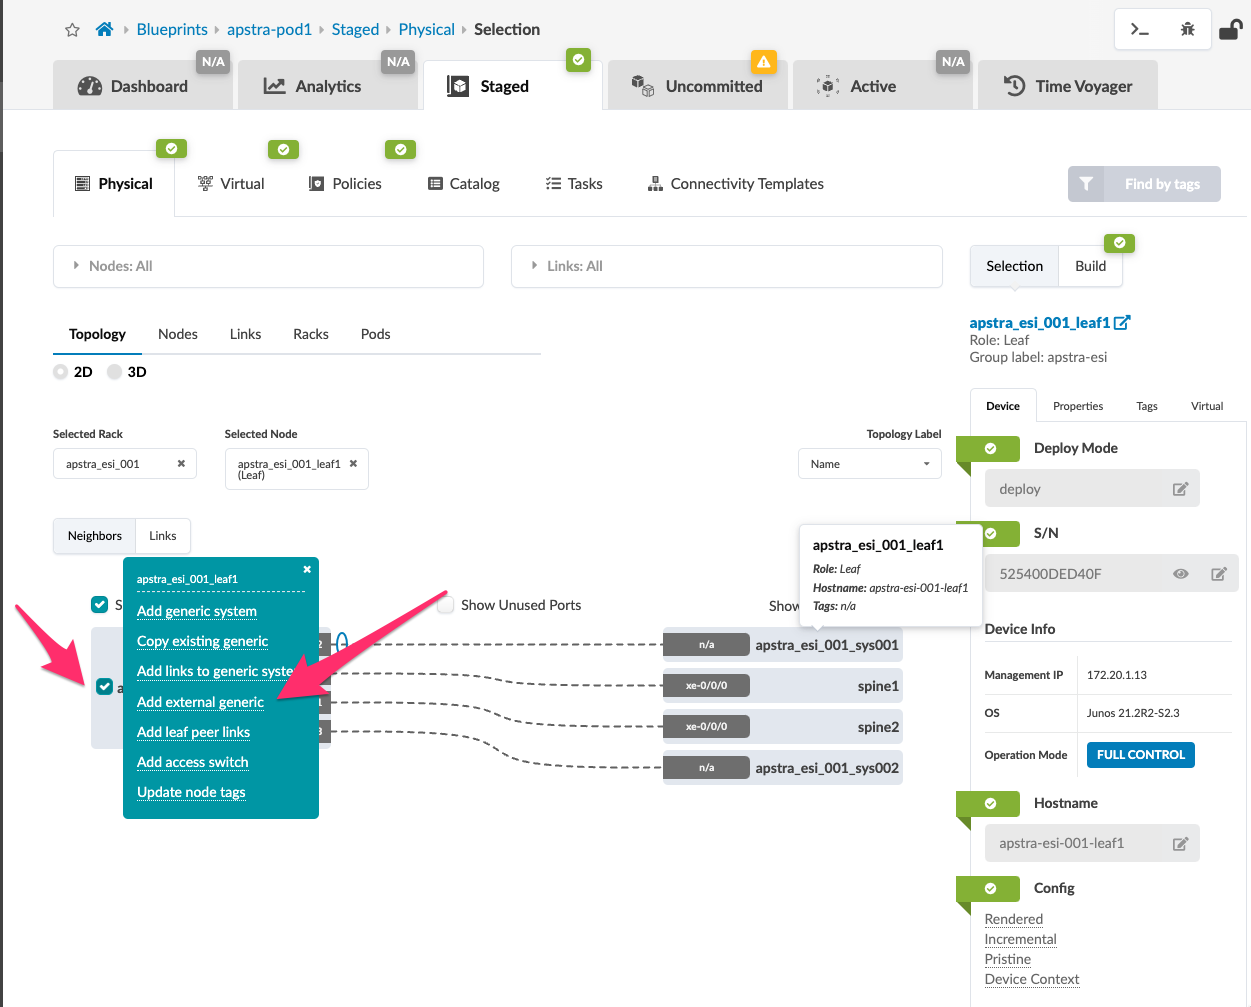 Blueprints › apstra-pod1 › Staged › Physical › Selection
N/A
N/A
N/A
Dashboard
Analytics
Staged
Uncommitted
Active
Time Voyager
Physical
Virtual
Policies
Catalog
Tasks
Connectivity Templates
Find by tags
Nodes: All
Links: All
Selection
Build
apstra_esi_001_leaf1
Role: Leaf
Group label: apstra-esi
Topology
Nodes
Links
Racks
Pods
2D
3D
Device
Properties
Tags
Virtual
Selected Rack
Selected Node
Topology Label
apstra_esi_001
apstra_esi_001_leaf1
(Leaf)
Name
Deploy Mode
deploy
Neighbors
Links
S/N
525400DED40F
apstra_esi_001_leaf1
Role: Leaf
Hostname: apstra-esi-001-leaf1
Tags: n/a
apstra_esi_001_leaf1
Add generic system
Copy existing generic
Add links to generic syste
Add external generic
Add leaf peer links
Add access switch
Update node tags
S
Show Unused Ports
Show
a
2
1
3
n/a
apstra_esi_001_sys001
xe-0/0/0
spine1
xe-0/0/0
spine2
n/a
apstra_esi_001_sys002
Device Info
Management IP
172.20.1.13
OS
Junos 21.2R2-S2.3
Operation Mode
FULL CONTROL
Hostname
apstra-esi-001-leaf1
Config
Rendered
Incremental
Pristine
Device Context